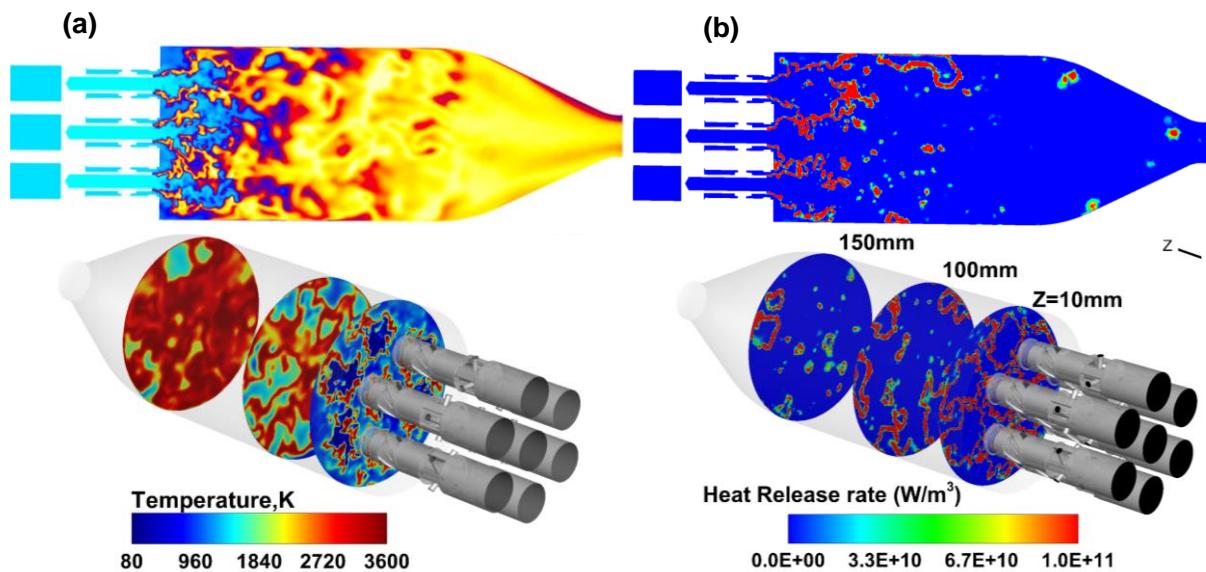 (a)
(b)
150mm
100mm
Z=10mm
z
Temperature,K
80 960 1840 2720 3600
Heat Release rate (W/m³)
0.0E+00 3.3E+10 6.7E+10 1.0E+11